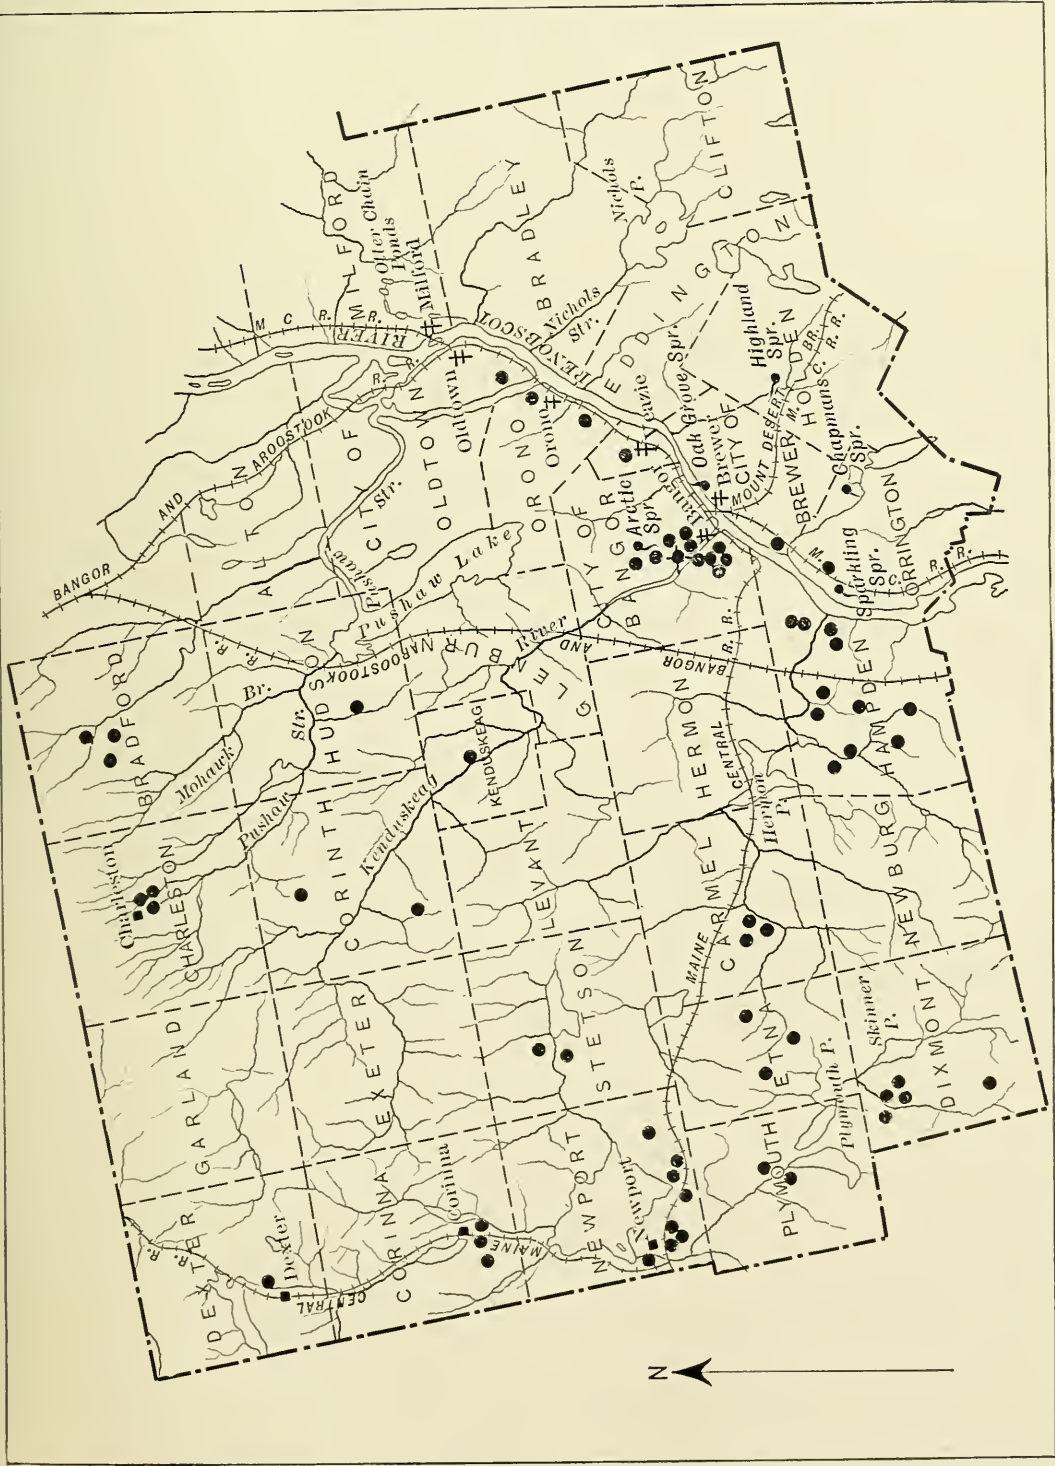 N
DEXTER
R. R.
Dexter
CENTRAL
GARLAND
CHARLESTON
Charleston
BRADFORD
Mohawk
Br.
CORINNA
Corinna
MAINE
EXETER
CORINTH
Pushaw
Str.
HUDSON
BANGOR
AND
AROOSTOOK
R. R.
ALTON
NEWPORT
Newport
STETSON
LEVANT
Kenduskeag
KENDUSKEAG
River
GLENBURN
BANGOR
AND
AROOSTOOK
R. R.
Pushaw Lake
Pushaw
Str.
CITY OF
OLDTOWN
Oldtown
M. C. R. R.
MILFORD
Otter Chain
Ponds
Milford
PENOBSCOT
RIVER
BRADLEY
Nichols
Str.
Nichols
P.
CLIFTON
EDDINGTON
ORONO
Orono
Veazie
CITY OF
BANGOR
Arctic
Spr.
Bangor
Oak Grove Spr.
Brewer
CITY OF
BREWER
MOUNT DESERT BR.
M. C. R. R.
HOLDEN
Highland
Spr.
Chapmans
Spr.
Sparkling
Spr.
ORRINGTON
M. C. R. R.
HERMON
CENTRAL
R. R.
Hermon
P.
HAMPDEN
NEWBURG
CARMEL
MAINE
ETNA
PLYMOUTH
Plymouth P.
Skinner
P.
DIXMONT